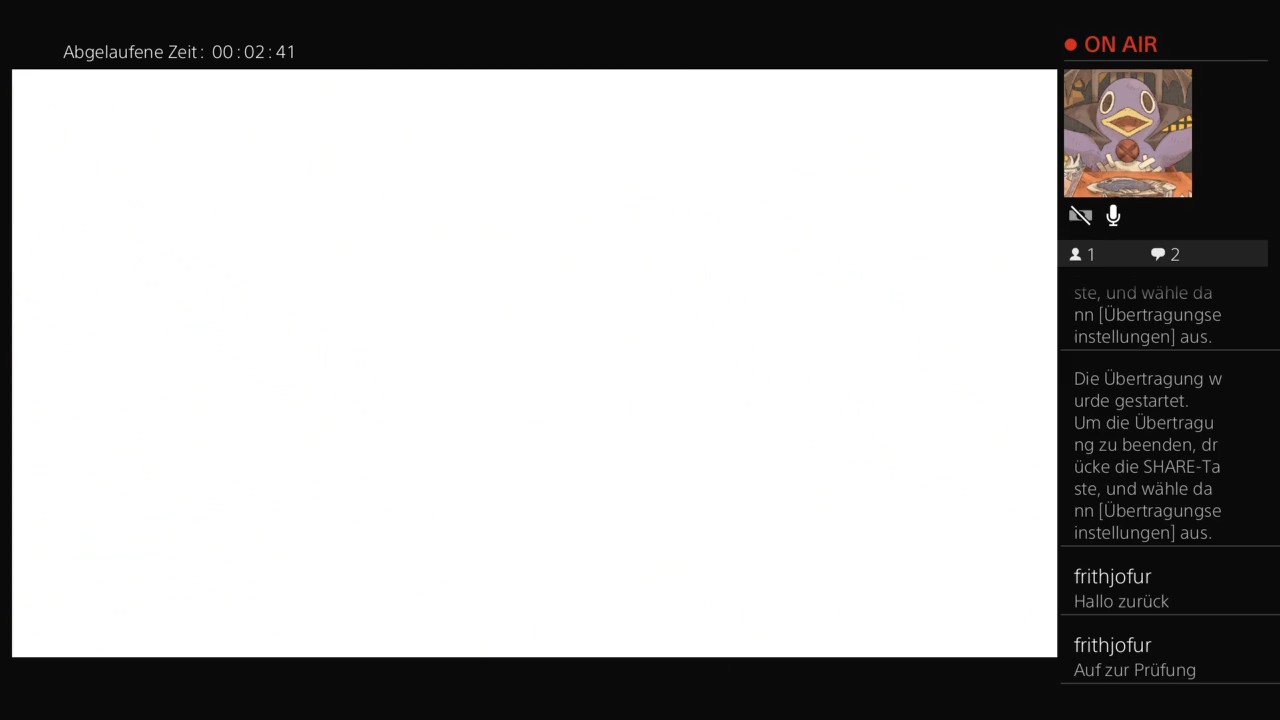 Abgelaufene Zeit: 00:02:41
ON AIR
1 2
ste, und wähle da
nn [Übertragungse
instellungen] aus.
Die Übertragung w
urde gestartet.
Um die Übertragu
ng zu beenden, dr
ücke die SHARE-Ta
ste, und wähle da
nn [Übertragungse
instellungen] aus.
frithjofur
Hallo zurück
frithjofur
Auf zur Prüfung